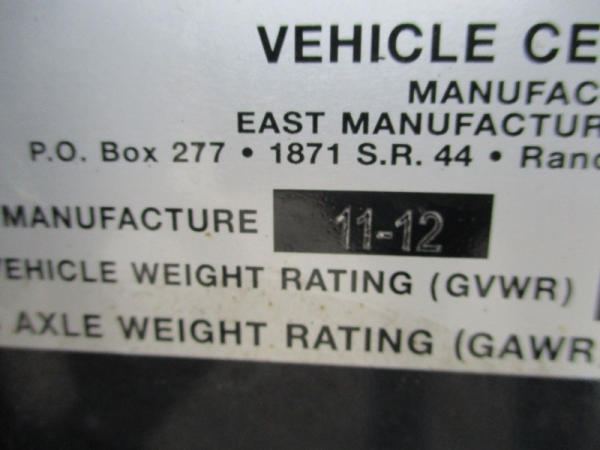 VEHICLE CE
MANUFAC
EAST MANUFACTUR
P.O. Box 277 • 1871 S.R. 44 • Rand
MANUFACTURE 11-12
VEHICLE WEIGHT RATING (GVWR)
AXLE WEIGHT RATING (GAWR